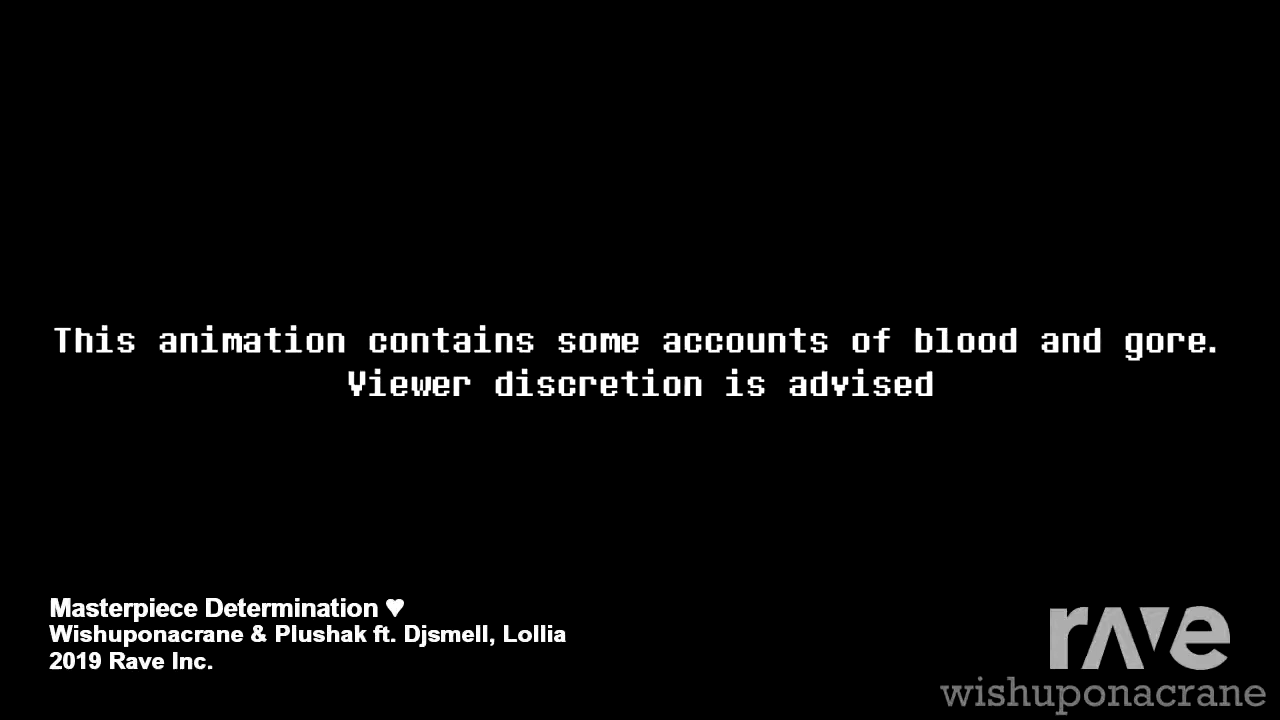 This animation contains some accounts of blood and gore.
Viewer discretion is advised
Masterpiece Determination ♥
Wishuponacrane & Plushak ft. Djsmell, Lollia
2019 Rave Inc.
rave
wishuponacrane